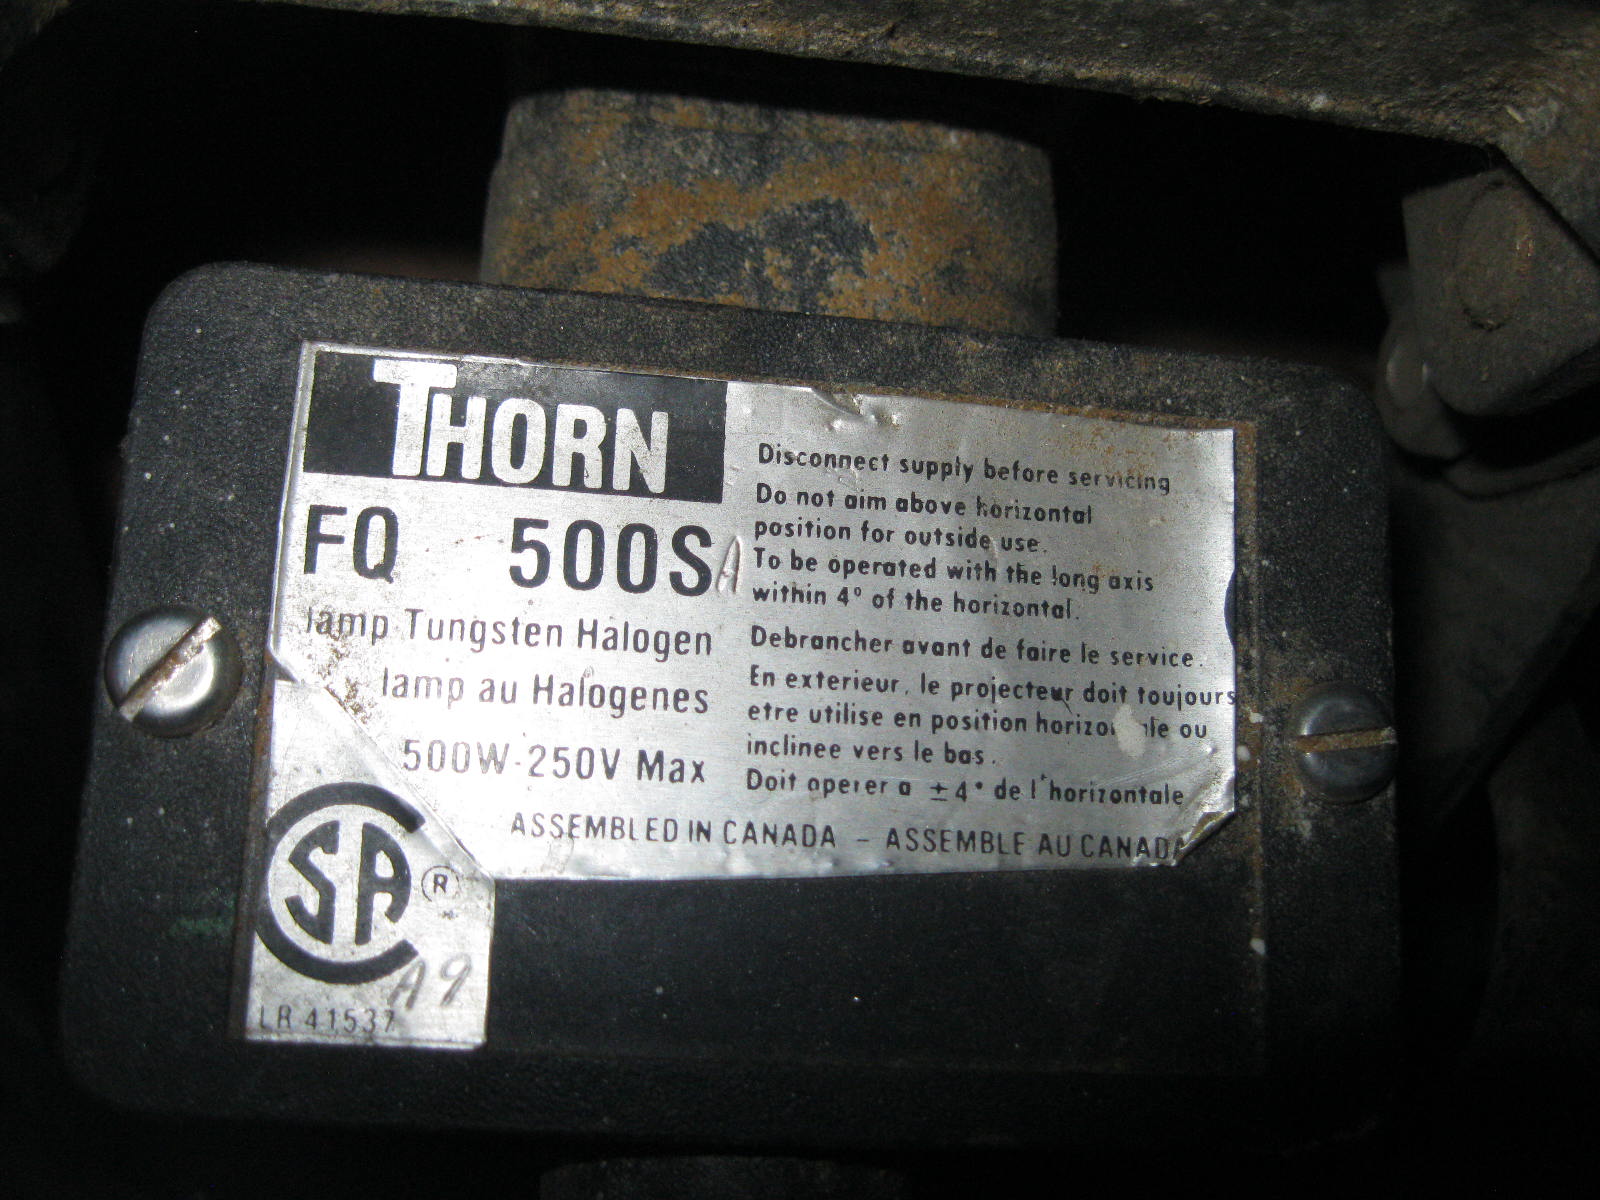 THORN
FQ 500SA
lamp Tungsten Halogen
lamp au Halogenes
500W-250V Max
Disconnect supply before servicing
Do not aim above horizontal
position for outside use.
To be operated with the long axis
within 4° of the horizontal.
Debrancher avant de faire le service.
En exterieur, le projecteur doit toujours
etre utilise en position horizontale ou
inclinee vers le bas.
Doit operer a ±4° de l'horizontale
ASSEMBLED IN CANADA – ASSEMBLE AU CANADA
CSA ®
A9
LR 41537